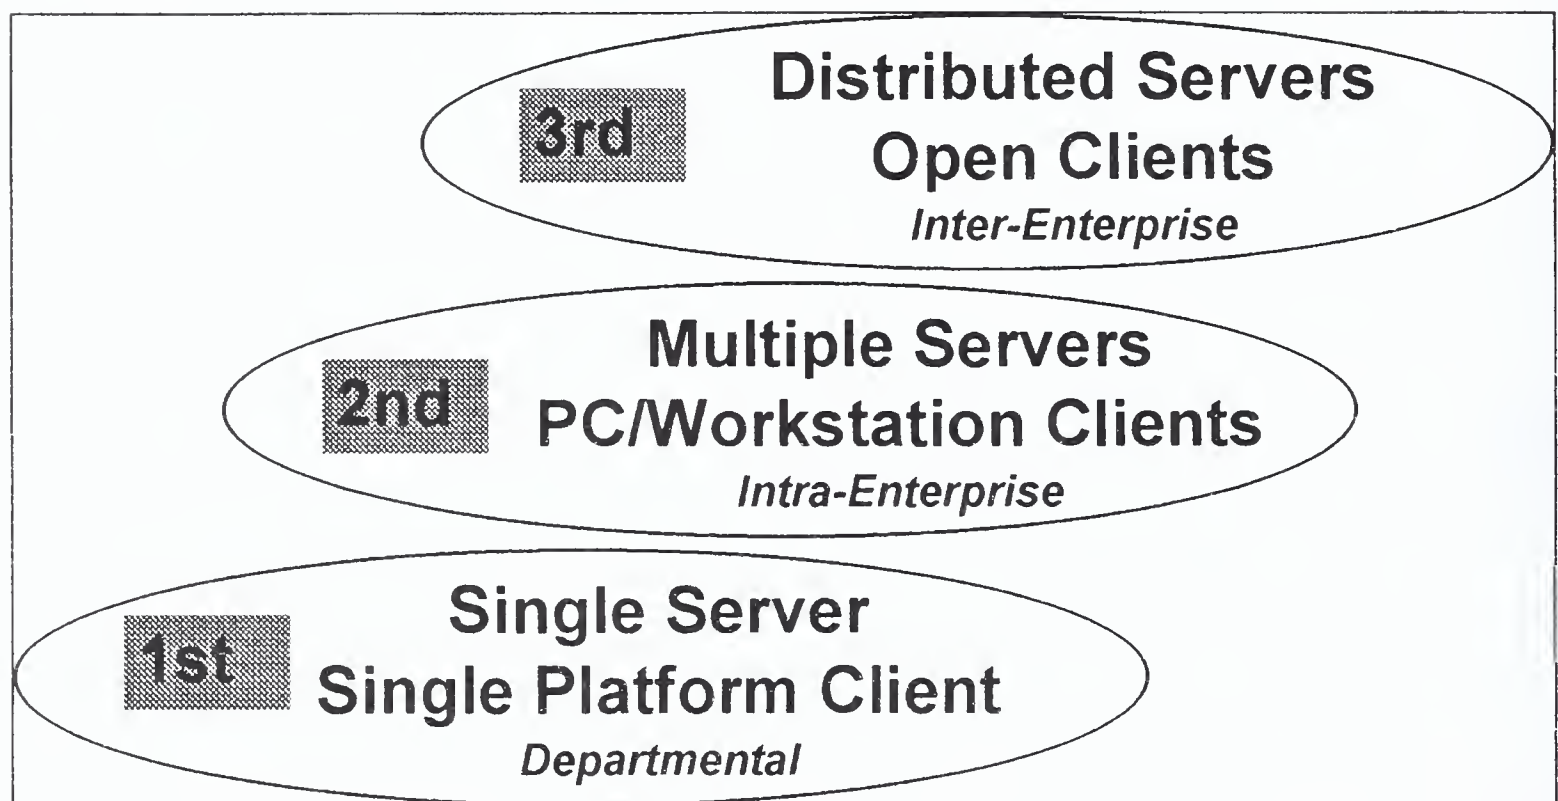 3rd
Distributed Servers
Open Clients
Inter-Enterprise
2nd
Multiple Servers
PC/Workstation Clients
Intra-Enterprise
1st
Single Server
Single Platform Client
Departmental